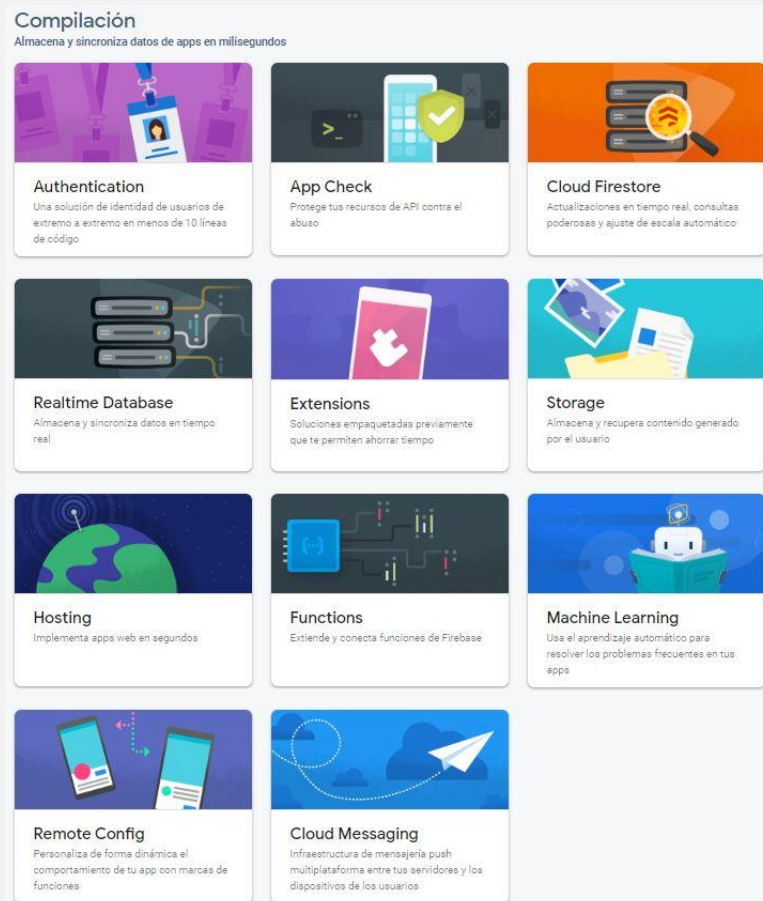 Compilación
Almacena y sincroniza datos de apps en milisegundos
Authentication
Una solución de identidad de usuarios de
extremo a extremo en menos de 10 líneas
de código
App Check
Protege tus recursos de API contra el
abuso
Cloud Firestore
Actualizaciones en tiempo real, consultas
poderosas y ajuste de escala automático
Realtime Database
Almacena y sincroniza datos en tiempo
real
Extensions
Soluciones empaquetadas previamente
que te permiten ahorrar tiempo
Storage
Almacena y recupera contenido generado
por el usuario
Hosting
Implementa apps web en segundos
Functions
Extiende y conecta funciones de Firebase
Machine Learning
Usa el aprendizaje automático para
resolver los problemas frecuentes en tus
apps
Remote Config
Personaliza de forma dinámica el
comportamiento de tu app con marcas de
funciones
Cloud Messaging
Infraestructura de mensajería push
multiplataforma entre tus servidores y los
dispositivos de los usuarios